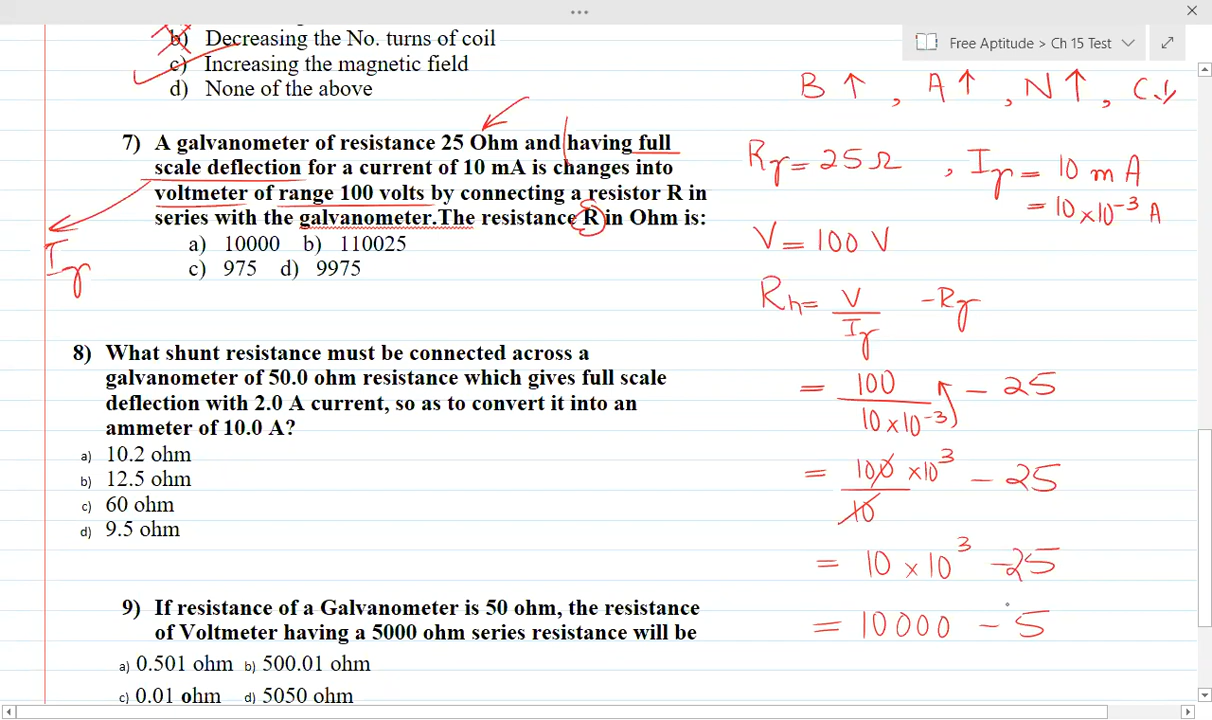 b) Decreasing the No. turns of coil
c) Increasing the magnetic field
d) None of the above
Free Aptitude > Ch 15 Test
B ↑ , A ↑ , N ↑ , C ↓
7) A galvanometer of resistance 25 Ohm and having full
scale deflection for a current of 10 mA is changes into
voltmeter of range 100 volts by connecting a resistor R in
series with the galvanometer.The resistance R in Ohm is:
a) 10000 b) 110025
c) 975 d) 9975
Ig
Rg = 25 Ω , Ig = 10 mA
= 10×10⁻³ A
V = 100 V
Rh = V/Ig - Rg
= 100/10×10⁻³ - 25
= 100 ×10³/10 - 25
= 10 × 10³ - 25
= 10000 - 5
8) What shunt resistance must be connected across a
galvanometer of 50.0 ohm resistance which gives full scale
deflection with 2.0 A current, so as to convert it into an
ammeter of 10.0 A?
a) 10.2 ohm
b) 12.5 ohm
c) 60 ohm
d) 9.5 ohm
9) If resistance of a Galvanometer is 50 ohm, the resistance
of Voltmeter having a 5000 ohm series resistance will be
a) 0.501 ohm b) 500.01 ohm
c) 0.01 ohm d) 5050 ohm